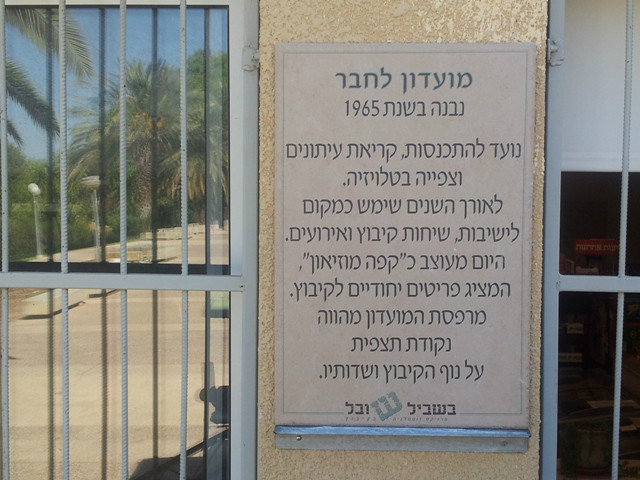 מועדון לחבר
נבנה בשנת 1965
נועד להתכנסות, קריאת עיתונים
וצפייה בטלויזיה.
לאורך השנים שימש כמקום
לישיבות, שיחות קיבוץ ואירועים.
היום מעוצב כ"קפה מוזיאון",
המציג פריטים יחודיים לקיבוץ.
מרפסת המועדון מהווה
נקודת תצפית
על נוף הקיבוץ ושדותיו.
בשביל יובל